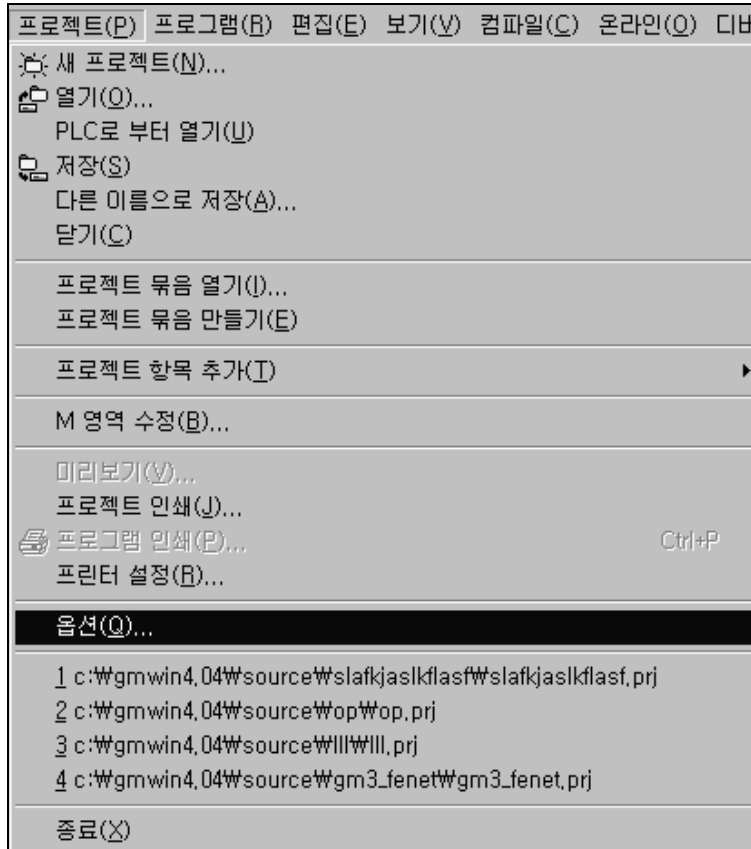 프로젝트(P) 프로그램(R) 편집(E) 보기(V) 컴파일(C) 온라인(O)
새 프로젝트(N)...
열기(O)...
PLC로 부터 열기(U)
저장(S)
다른 이름으로 저장(A)...
닫기(C)
프로젝트 묶음 열기(I)...
프로젝트 묶음 만들기(E)
프로젝트 항목 추가(T)
M 영역 수정(B)...
미리보기(V)...
프로젝트 인쇄(J)...
프로그램 인쇄(P)... Ctrl+P
프린터 설정(R)...
옵션(Q)...
1 c:₩gmwin4.04₩source₩slafkjaslkflasf₩slafkjaslkflasf.prj
2 c:₩gmwin4.04₩source₩op₩op.prj
3 c:₩gmwin4.04₩source₩lll₩lll.prj
4 c:₩gmwin4.04₩source₩gm3_fenet₩gm3_fenet.prj
종료(X)